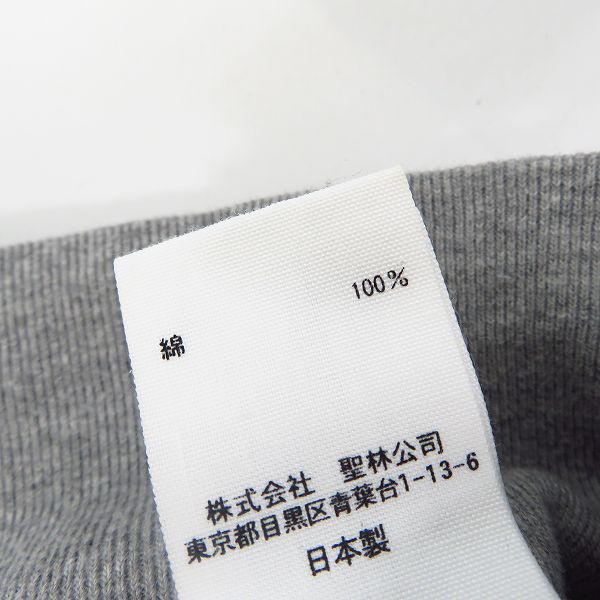 綿 100%
株式会社 聖林公司
東京都目黒区青葉台1-13-6
日本製